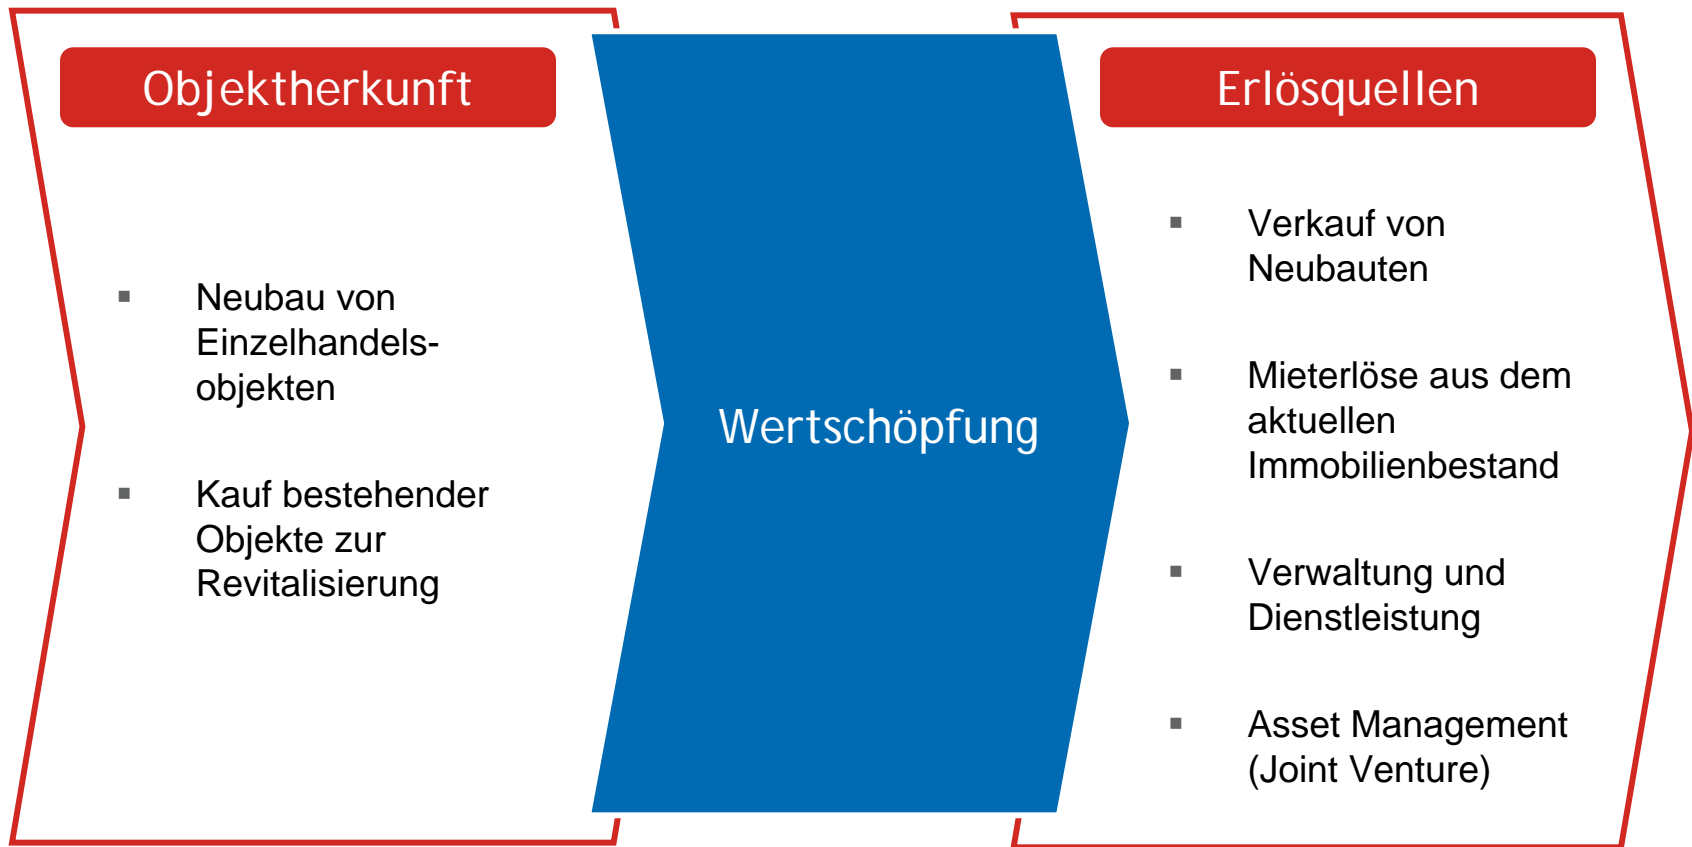 Objektherkunft
Neubau von
Einzelhandels-
objekten
Kauf bestehender
Objekte zur
Revitalisierung
Wertschöpfung
Erlösquellen
Verkauf von
Neubauten
Mieterlöse aus dem
aktuellen
Immobilienbestand
Verwaltung und
Dienstleistung
Asset Management
(Joint Venture)